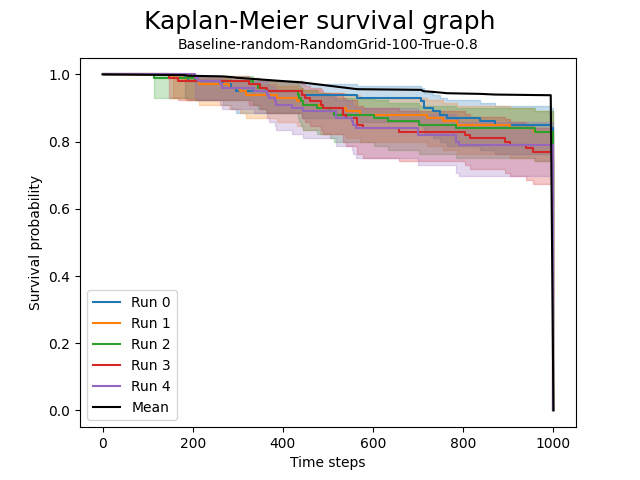 Kaplan-Meier survival graph
Baseline-random-RandomGrid-100-True-0.8
Survival probability
1.0
0.8
0.6
0.4
0.2
0.0
Run 0
Run 1
Run 2
Run 3
Run 4
Mean
0 200 400 600 800 1000
Time steps